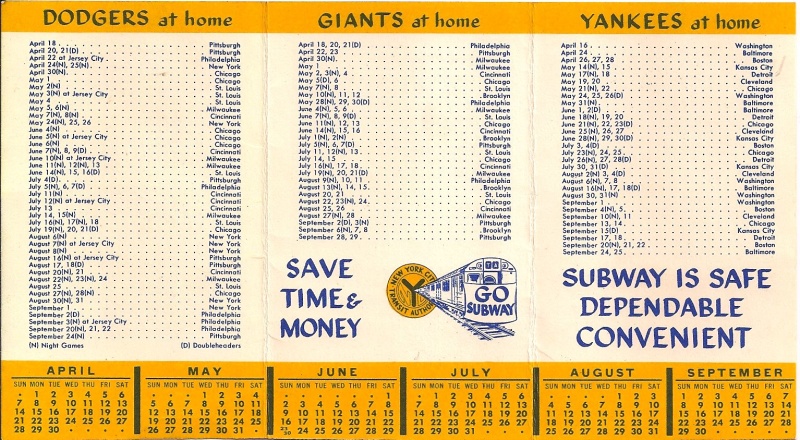 DODGERS at home
April 18 Pittsburgh
April 20, 21(D) Pittsburgh
April 22 at Jersey City Philadelphia
April 24(N), 25(N) New York
April 30(N) Chicago
May 1 Chicago
May 2(N) St. Louis
May 3(N) at Jersey City St. Louis
May 4 St. Louis
May 5, 6(N) Milwaukee
May 7(N), 8(N) Cincinnati
May 24(N), 25, 26 New York
June 4(N) Chicago
June 5(N) at Jersey City Chicago
June 6(N) Chicago
June 7(N), 8, 9(D) Cincinnati
June 10(N) at Jersey City Milwaukee
June 11(N), 12(N), 13 Milwaukee
June 14(N), 15, 16(D) St. Louis
July 4(D) Pittsburgh
July 5(N), 6, 7(D) Philadelphia
July 11(N) Cincinnati
July 12(N) at Jersey City Cincinnati
July 13 Cincinnati
July 14, 15(N) Milwaukee
July 16(N), 17(N), 18 St. Louis
July 19(N), 20, 21(D) Chicago
August 6(N) New York
August 7(N) at Jersey City New York
August 8(N) New York
August 16(N) at Jersey City Pittsburgh
August 17, 18(D) Pittsburgh
August 20(N), 21 Cincinnati
August 22(N), 23(N), 24 Milwaukee
August 25 St. Louis
August 27(N), 28(N) Chicago
August 30(N), 31 New York
September 1 New York
September 2(D) Philadelphia
September 3(N) at Jersey City Philadelphia
September 20(N), 21, 22 Philadelphia
September 24(N) Pittsburgh
(N) Night Games (D) Doubleheaders
GIANTS at home
April 18, 20, 21(D) Philadelphia
April 22, 23 Pittsburgh
April 30(N) Milwaukee
May 1 Milwaukee
May 2, 3(N), 4 Cincinnati
May 5(D), 6 Chicago
May 7(N), 8 St. Louis
May 10(N), 11, 12 Brooklyn
May 28(N), 29, 30(D) Philadelphia
June 4(N), 5, 6 Milwaukee
June 7(N), 8, 9(D) St. Louis
June 11(N), 12, 13 Chicago
June 14(N), 15, 16 Cincinnati
July 1(N), 2(N) Brooklyn
July 5(N), 6, 7(D) Pittsburgh
July 11, 12(N), 13 St. Louis
July 14, 15 Chicago
July 16(N), 17, 18 Cincinnati
July 19(N), 20, 21(D) Milwaukee
August 9(N), 10, 11 Philadelphia
August 13(N), 14, 15 Brooklyn
August 20, 21 St. Louis
August 22, 23(N), 24 Chicago
August 25, 26 Cincinnati
August 27(N), 28 Milwaukee
September 2(D), 3(N) Pittsburgh
September 6(N), 7, 8 Brooklyn
September 28, 29 Pittsburgh
SAVE
TIME &
MONEY
NEW YORK CITY
TRANSIT AUTHORITY
GO
SUBWAY
YANKEES at home
April 16 Washington
April 24 Baltimore
April 26, 27, 28 Boston
May 14(N), 15 Kansas City
May 17(N), 18 Detroit
May 19, 20 Cleveland
May 21(N), 22 Chicago
May 24, 25, 26(D) Washington
May 31(N) Baltimore
June 1, 2(D) Baltimore
June 18(N), 19, 20 Detroit
June 21(N), 22, 23(D) Chicago
June 25(N), 26, 27 Cleveland
June 28(N), 29, 30(D) Kansas City
July 3, 4(D) Boston
July 23(N), 24, 25 Chicago
July 26(N), 27, 28(D) Detroit
July 30, 31(D) Kansas City
August 2(N) 3, 4(D) Cleveland
August 6(N), 7, 8 Washington
August 16(N), 17, 18(D) Baltimore
August 30, 31(N) Washington
September 1 Washington
September 4(N), 5 Boston
September 10(N), 11 Cleveland
September 13, 14 Chicago
September 15(D) Kansas City
September 17, 18 Detroit
September 20(N), 21, 22 Boston
September 24, 25 Baltimore
SUBWAY IS SAFE
DEPENDABLE
CONVENIENT
APRIL
SUN MON TUE WED THU FRI SAT
1 2 3 4 5 6
7 8 9 10 11 12 13
14 15 16 17 18 19 20
21 22 23 24 25 26 27
28 29 30
MAY
SUN MON TUE WED THU FRI SAT
1 2 3 4
5 6 7 8 9 10 11
12 13 14 15 16 17 18
19 20 21 22 23 24 25
26 27 28 29 30 31
JUNE
SUN MON TUE WED THU FRI SAT
1
2 3 4 5 6 7 8
9 10 11 12 13 14 15
16 17 18 19 20 21 22
23/30 24 25 26 27 28 29
JULY
SUN MON TUE WED THU FRI SAT
1 2 3 4 5 6
7 8 9 10 11 12 13
14 15 16 17 18 19 20
21 22 23 24 25 26 27
28 29 30 31
AUGUST
SUN MON TUE WED THU FRI SAT
1 2 3
4 5 6 7 8 9 10
11 12 13 14 15 16 17
18 19 20 21 22 23 24
25 26 27 28 29 30 31
SEPTEMBER
SUN MON TUE WED THU FRI SAT
1 2 3 4 5 6 7
8 9 10 11 12 13 14
15 16 17 18 19 20 21
22 23 24 25 26 27 28
29 30